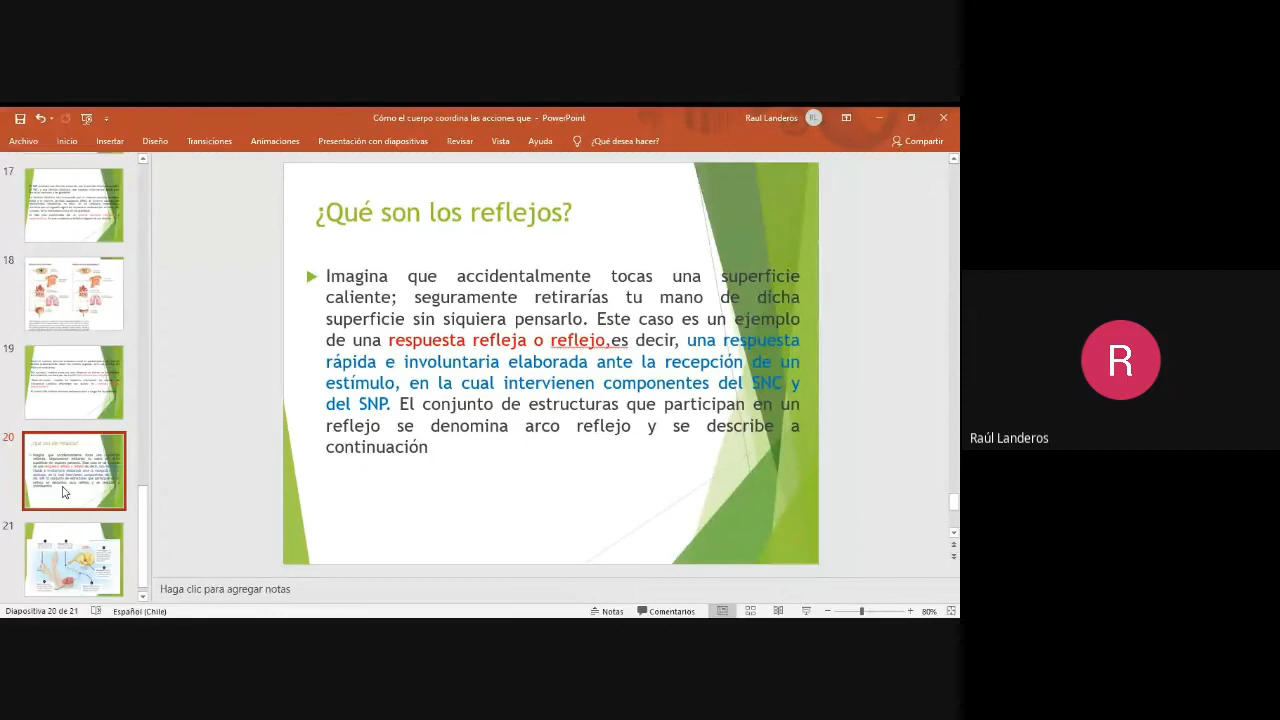 Cómo el cuerpo coordina las acciones que - PowerPoint
Raul Landeros
RL
Archivo Inicio Insertar Diseño Transiciones Animaciones Presentación con diapositivas Revisar Vista Ayuda ¿Qué desea hacer? Compartir
17
18
19
20
21
¿Qué son los reflejos?
Imagina que accidentalmente tocas una superficie
caliente; seguramente retirarías tu mano de dicha
superficie sin siquiera pensarlo. Este caso es un ejemplo
de una respuesta refleja o reflejo,es decir, una respuesta
rápida e involuntaria elaborada ante la recepción de un
estímulo, en la cual intervienen componentes del SNC y
del SNP. El conjunto de estructuras que participan en un
reflejo se denomina arco reflejo y se describe a
continuación
Haga clic para agregar notas
Diapositiva 20 de 21 Español (Chile) Notas Comentarios 80%
R
Raúl Landeros